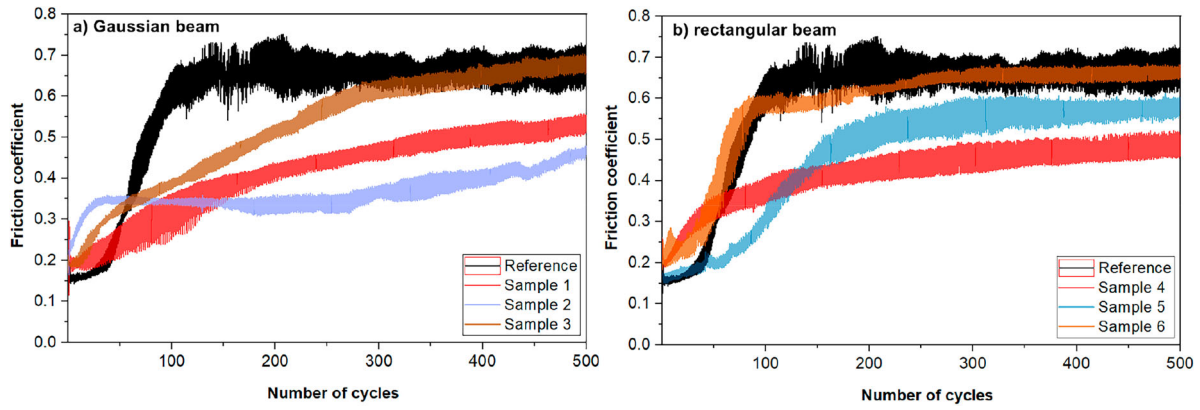 a) Gaussian beam
0.8
0.7
0.6
0.5
0.4
0.3
0.2
0.1
0.0
Friction coefficient
100
200
300
400
500
Number of cycles
Reference
Sample 1
Sample 2
Sample 3
b) rectangular beam
0.8
0.7
0.6
0.5
0.4
0.3
0.2
0.1
0.0
Friction coefficient
100
200
300
400
500
Number of cycles
Reference
Sample 4
Sample 5
Sample 6